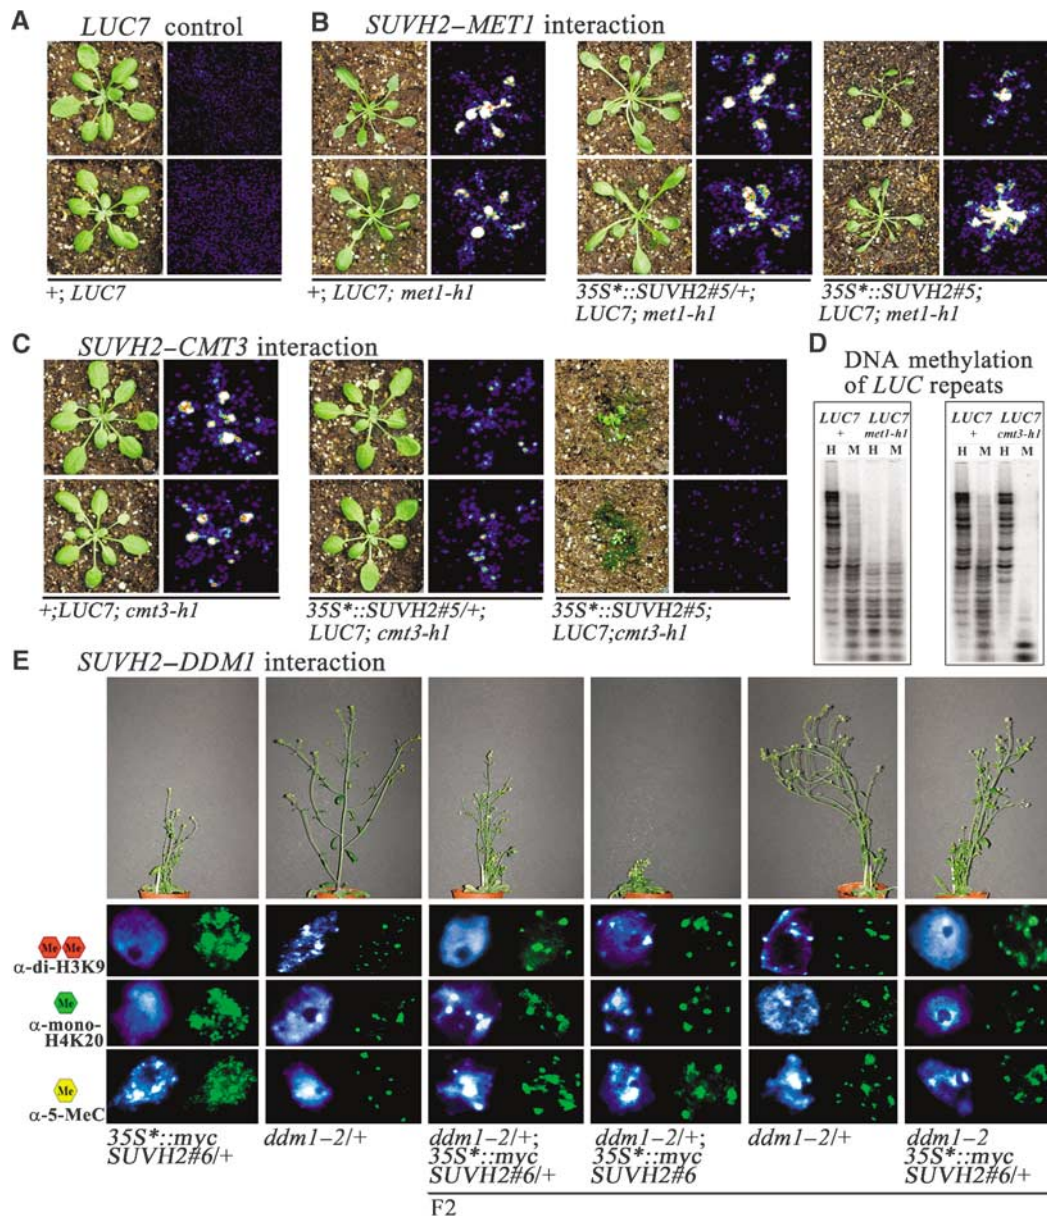 A
LUC7 control
B
SUVH2–MET1 interaction
+; LUC7
+; LUC7; met1-h1
35S*::SUVH2#5/+;
LUC7; met1-h1
35S*::SUVH2#5;
LUC7; met1-h1
C
SUVH2–CMT3 interaction
+;LUC7; cmt3-h1
35S*::SUVH2#5/+;
LUC7; cmt3-h1
35S*::SUVH2#5;
LUC7;cmt3-h1
D
DNA methylation
of LUC repeats
LUC7 LUC7
+ met1-h1
H M H M
LUC7 LUC7
+ cmt3-h1
H M H M
E
SUVH2–DDM1 interaction
Me Me
α-di-H3K9
Me
α-mono-
H4K20
Me
α-5-MeC
35S*::myc
SUVH2#6/+
ddm1–2/+
ddm1–2/+;
35S*::myc
SUVH2#6/+
ddm1–2/+;
35S*::myc
SUVH2#6
ddm1–2/+
ddm1–2
35S*::myc
SUVH2#6/+
F2